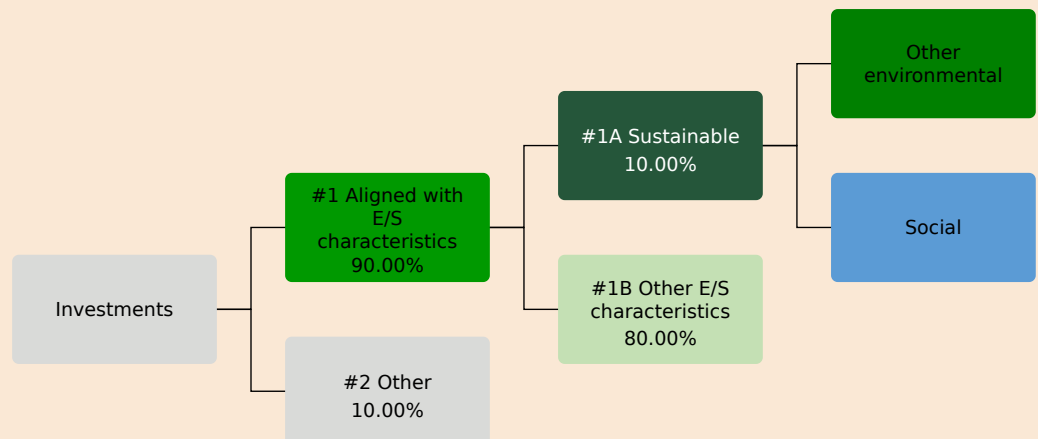 Investments
#1 Aligned with
E/S
characteristics
90.00%
#2 Other
10.00%
#1A Sustainable
10.00%
#1B Other E/S
characteristics
80.00%
Other
environmental
Social